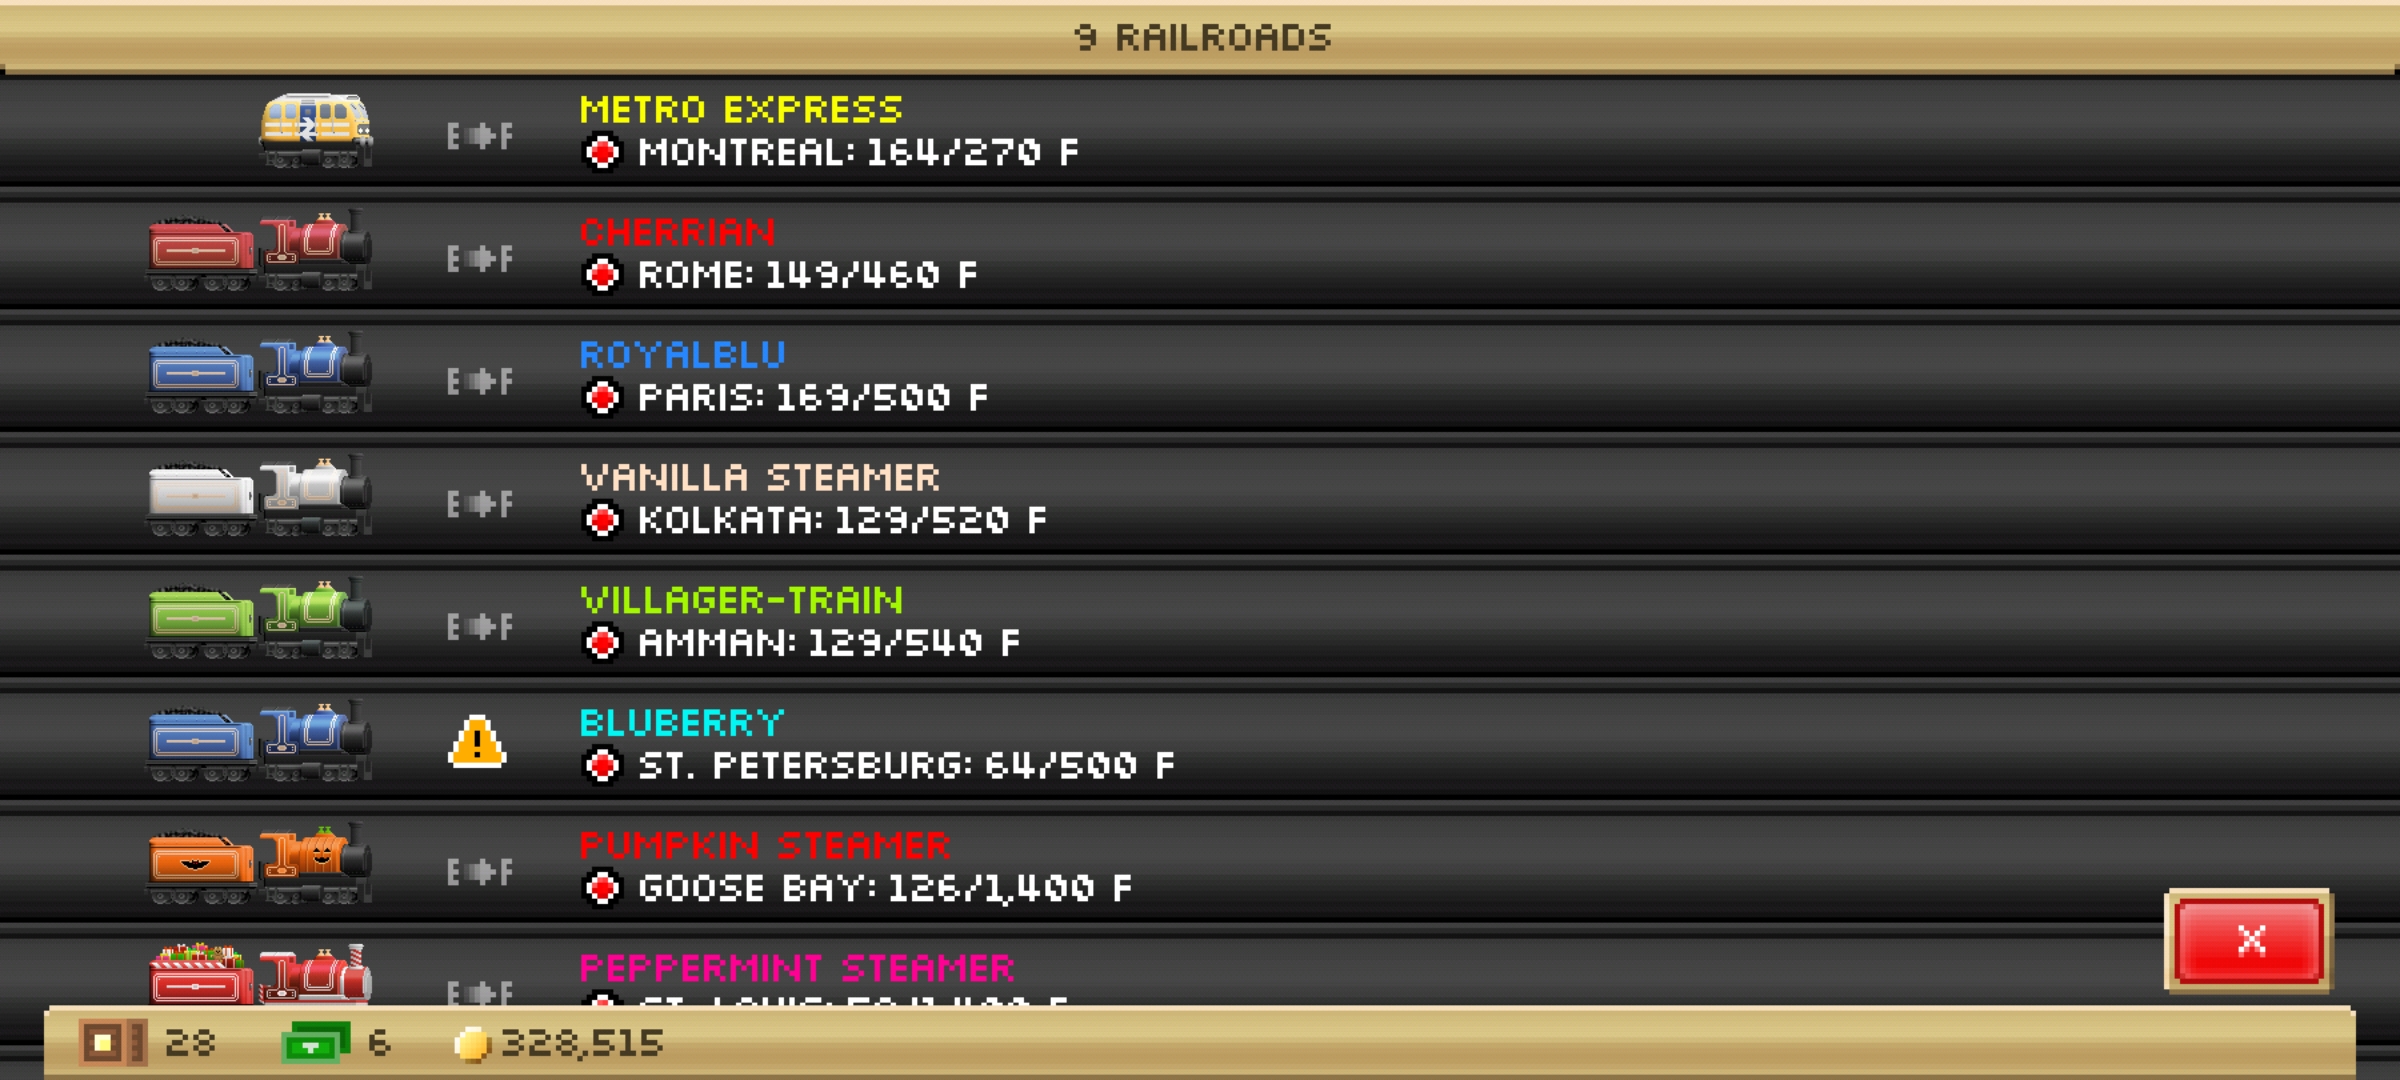 9 RAILROADS
METRO EXPRESS
E F
MONTREAL: 164/270 F
CHERRIAN
E F
ROME: 149/460 F
ROYALBLU
E F
PARIS: 169/500 F
VANILLA STEAMER
E F
KOLKATA: 129/520 F
VILLAGER-TRAIN
E F
AMMAN: 129/540 F
BLUBERRY
!
ST. PETERSBURG: 64/500 F
PUMPKIN STEAMER
E F
GOOSE BAY: 126/1,400 F
PEPPERMINT STEAMER
E F
ST. LOUIS: F
X
28 6 328,515